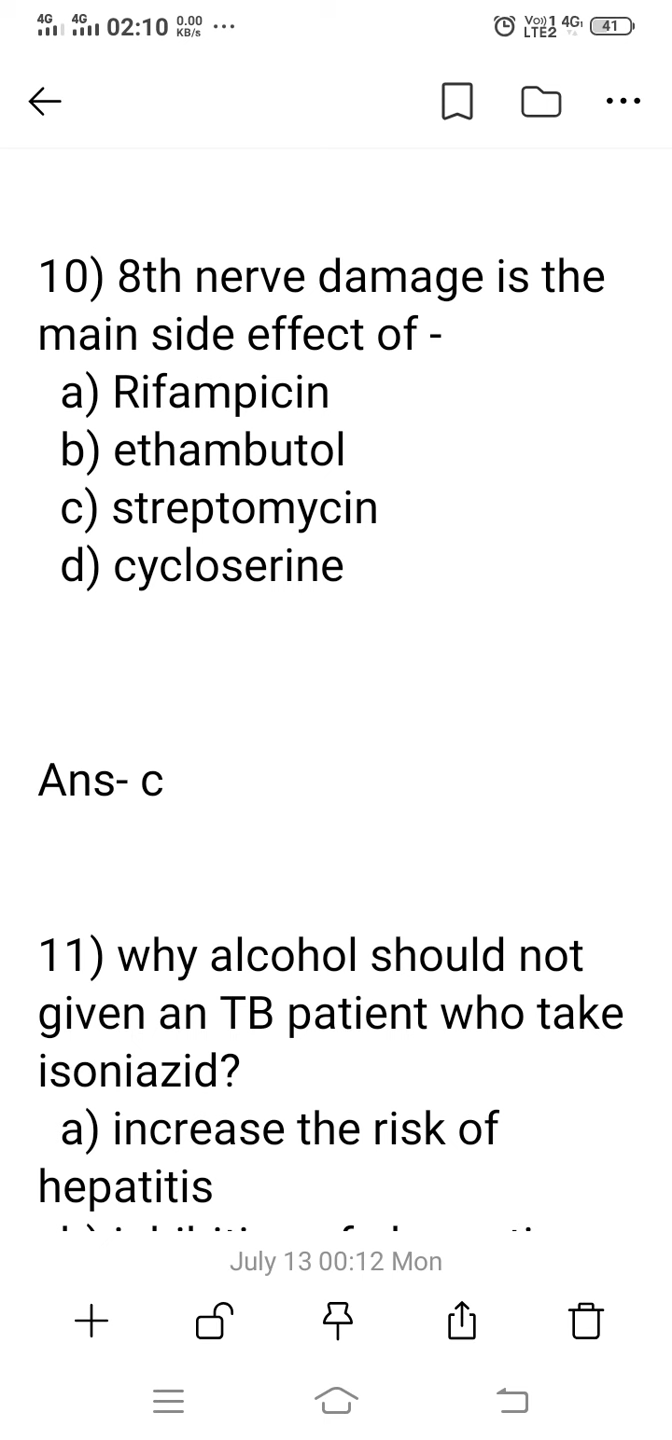 4G 4G 02:10 0.00 KB/s ...
Vo))1 4G LTE2 41
10) 8th nerve damage is the
main side effect of -
a) Rifampicin
b) ethambutol
c) streptomycin
d) cycloserine
Ans- c
11) why alcohol should not
given an TB patient who take
isoniazid?
a) increase the risk of
hepatitis
July 13 00:12 Mon